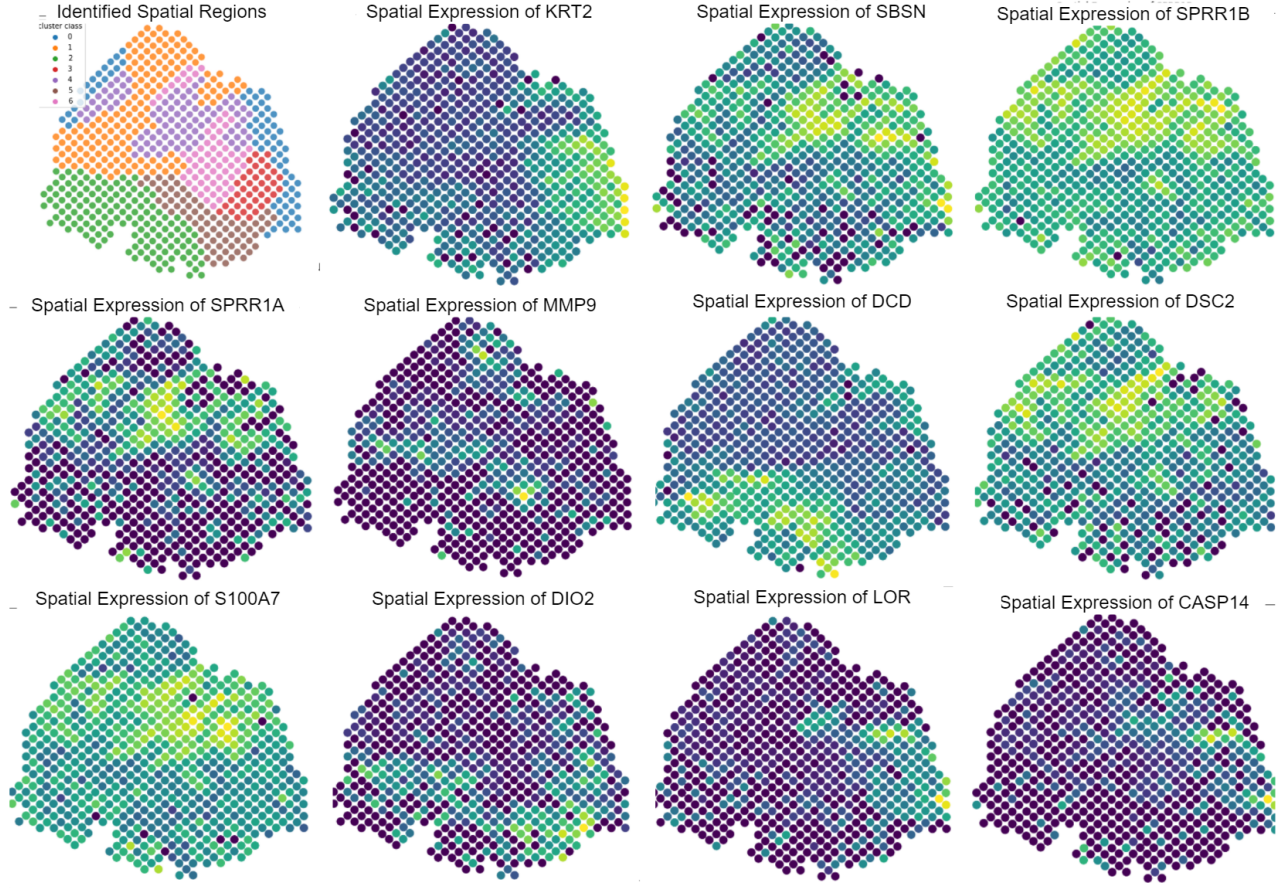 Identified Spatial Regions
cluster class
0
1
2
3
4
5
6
Spatial Expression of KRT2
Spatial Expression of SBSN
Spatial Expression of SPRR1B
Spatial Expression of SPRR1A
Spatial Expression of MMP9
Spatial Expression of DCD
Spatial Expression of DSC2
Spatial Expression of S100A7
Spatial Expression of DIO2
Spatial Expression of LOR
Spatial Expression of CASP14